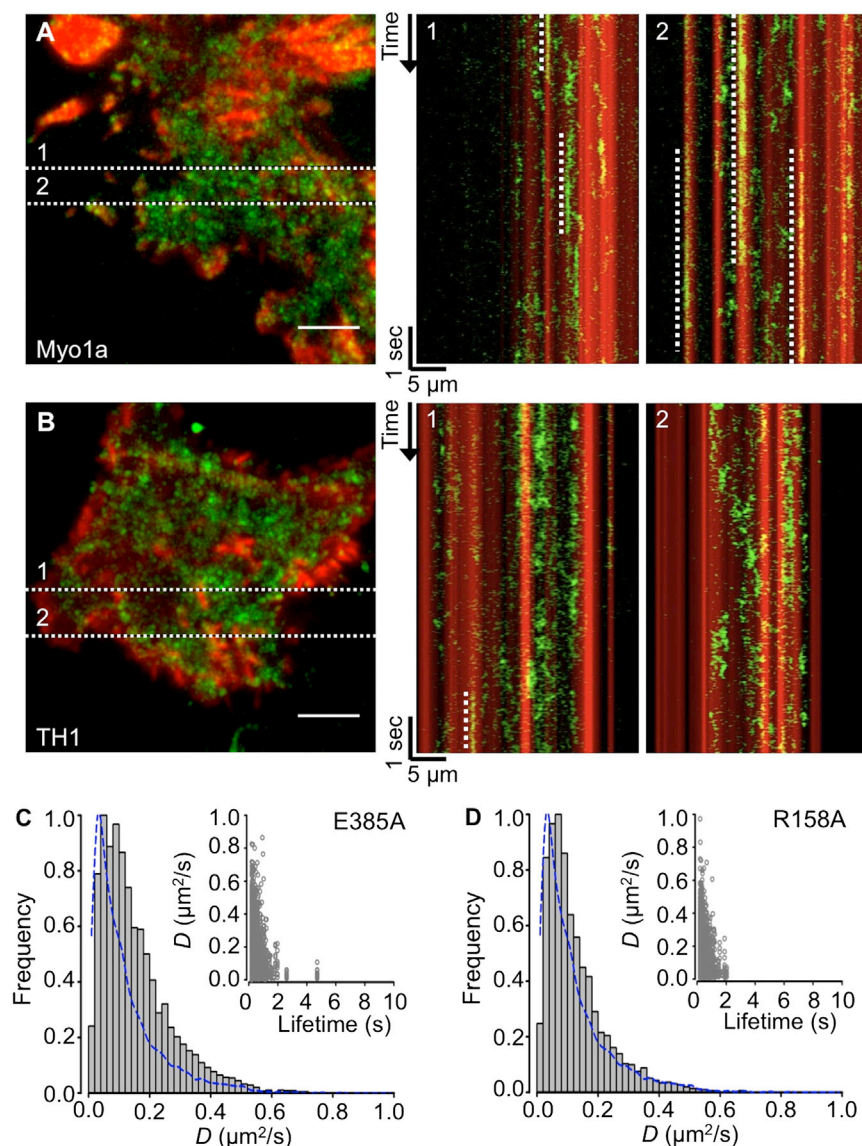 A
1
2
Myo1a
Time
1
2
1 sec
5 μm
B
1
2
TH1
Time
1
2
1 sec
5 μm
C
E385A
Frequency
1.0
0.8
0.6
0.4
0.2
0.0
0.0 0.2 0.4 0.6 0.8 1.0
D (μm²/s)
D (μm²/s)
1.0
0.8
0.6
0.4
0.2
0.0
0 2 4 6 8 10
Lifetime (s)
D
R158A
Frequency
1.0
0.8
0.6
0.4
0.2
0.0
0.0 0.2 0.4 0.6 0.8 1.0
D (μm²/s)
D (μm²/s)
1.0
0.8
0.6
0.4
0.2
0.0
0 2 4 6 8 10
Lifetime (s)